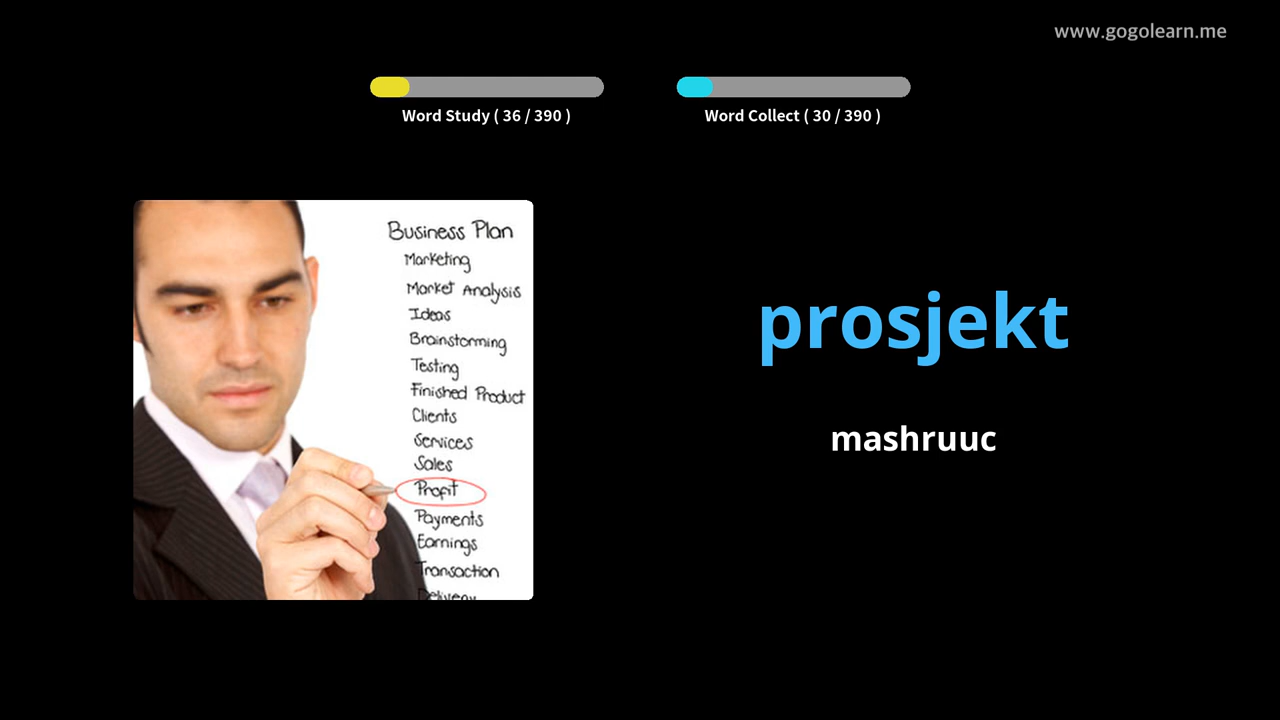 www.gogolearn.me
Word Study ( 36 / 390 )
Word Collect ( 30 / 390 )
Business Plan
Marketing
Market Analysis
Ideas
Brainstorming
Testing
Finished Product
Clients
Services
Sales
Profit
Payments
Earnings
Transaction
Delivery
prosjekt
mashruuc